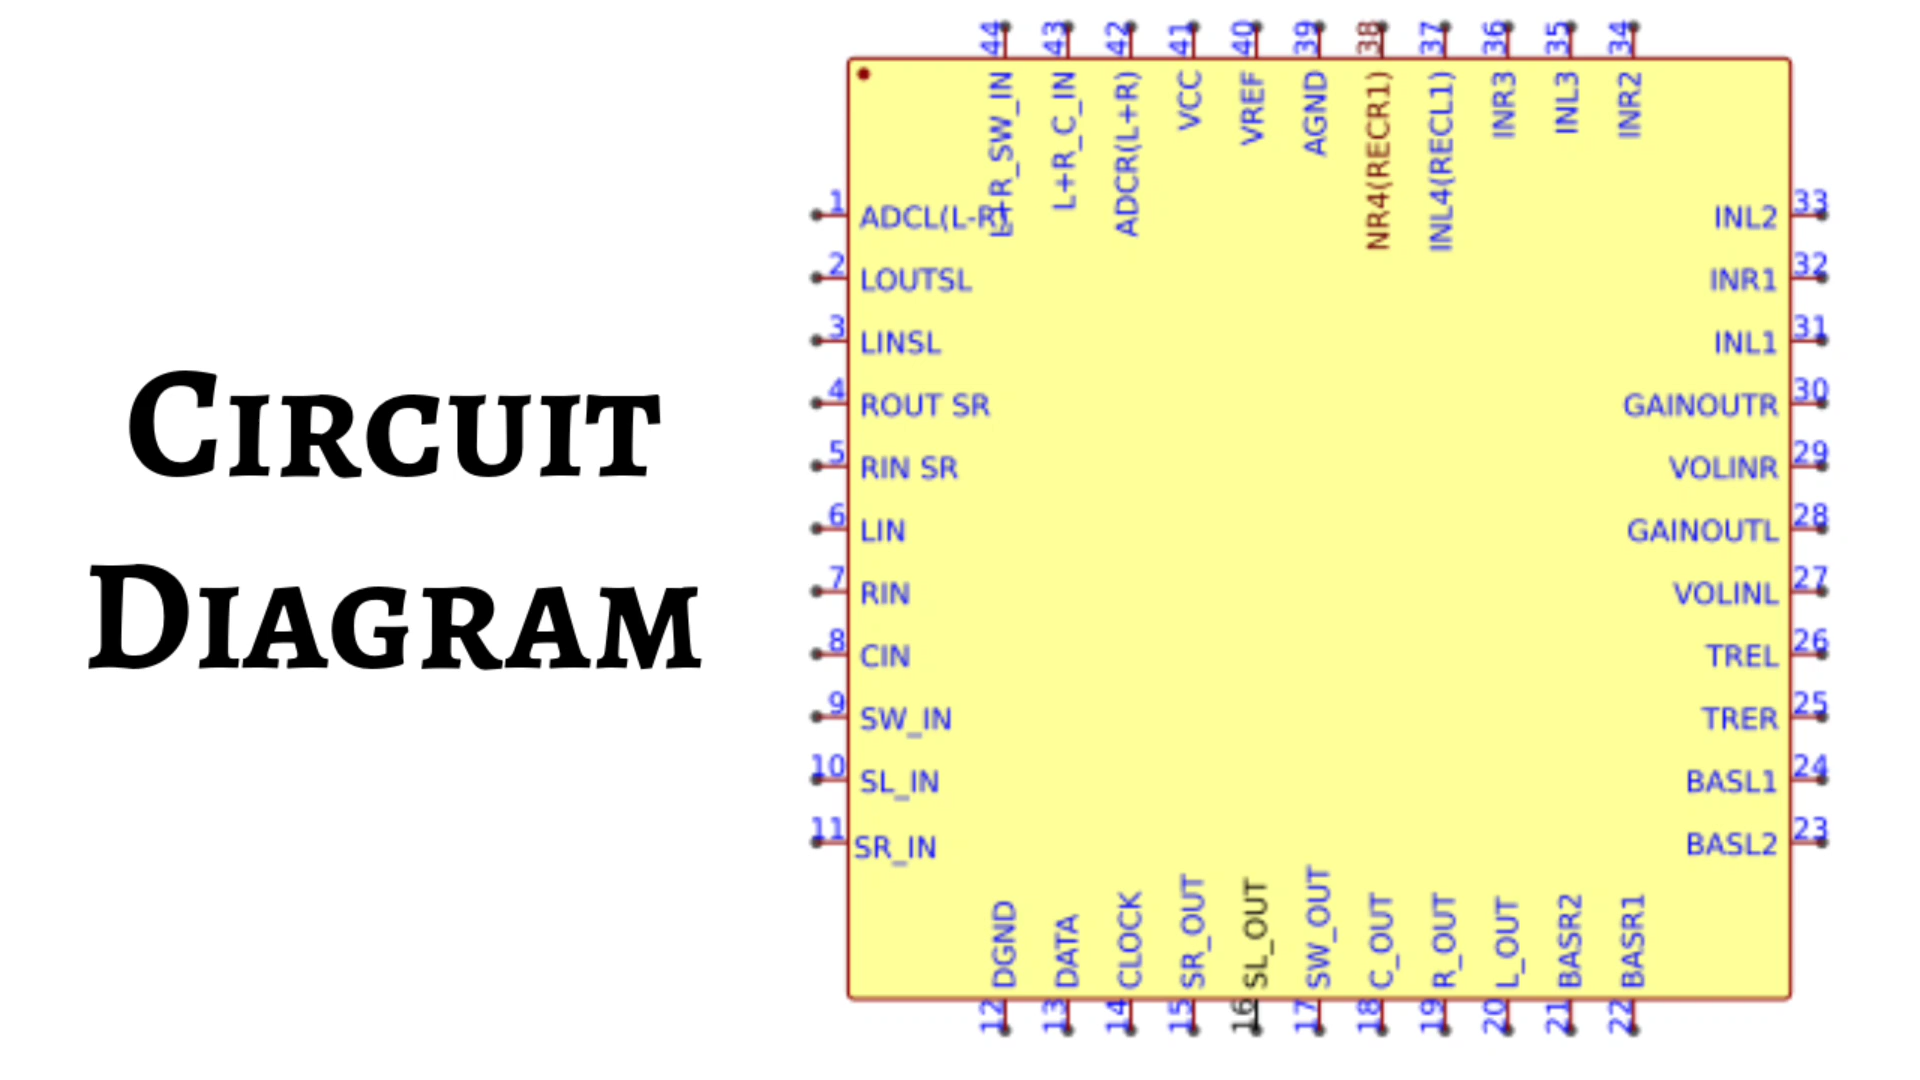 Circuit
Diagram
44
43
42
41
40
39
38
37
36
35
34
L+R_SW_IN
L+R_C_IN
ADCR(L+R)
VCC
VREF
AGND
NR4(RECR1)
INL4(RECL1)
INR3
INL3
INR2
1 ADCL(L-R)
2 LOUTSL
3 LINSL
4 ROUT SR
5 RIN SR
6 LIN
7 RIN
8 CIN
9 SW_IN
10 SL_IN
11 SR_IN
INL2 33
INR1 32
INL1 31
GAINOUTR 30
VOLINR 29
GAINOUTL 28
VOLINL 27
TREL 26
TRER 25
BASL1 24
BASL2 23
DGND
DATA
CLOCK
SR_OUT
SL_OUT
SW_OUT
C_OUT
R_OUT
L_OUT
BASR2
BASR1
12
13
14
15
16
17
18
19
20
21
22